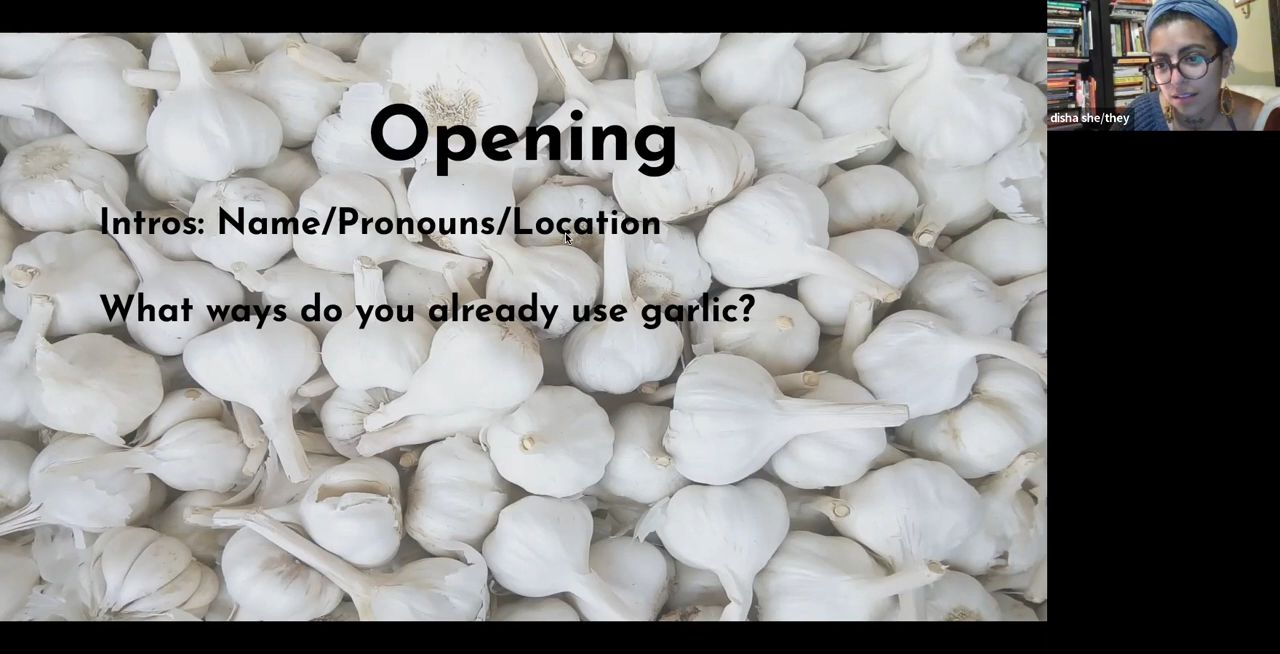 Opening
Intros: Name/Pronouns/Location
What ways do you already use garlic?
disha she/they